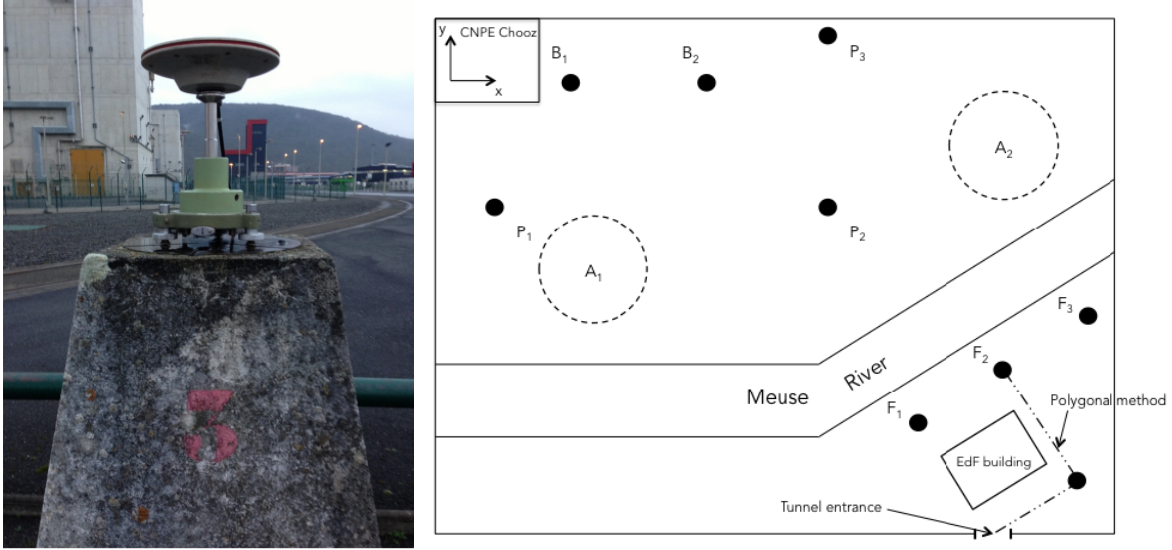 3
y
CNPE Chooz
x
B1
B2
P3
A2
P1
P2
A1
F3
Meuse
River
F2
Polygonal method
F1
EdF building
Tunnel entrance